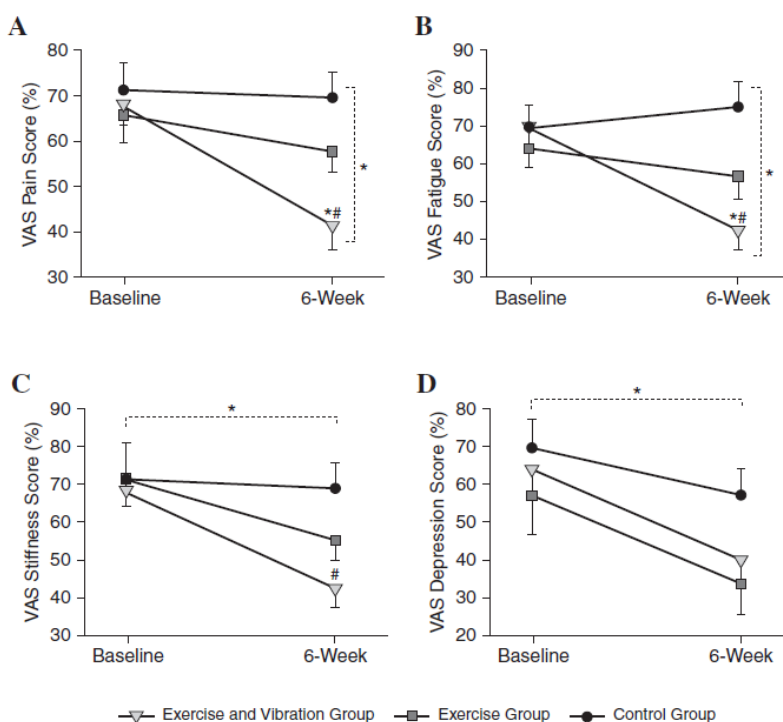 A
VAS Pain Score (%)
80
70
60
50
40
30
*
*#
Baseline
6-Week
B
VAS Fatigue Score (%)
90
80
70
60
50
40
30
*
*#
Baseline
6-Week
C
VAS Stiffness Score (%)
90
80
70
60
50
40
30
*
#
Baseline
6-Week
D
VAS Depression Score (%)
80
70
60
50
40
30
20
*
Baseline
6-Week
Exercise and Vibration Group Exercise Group Control Group